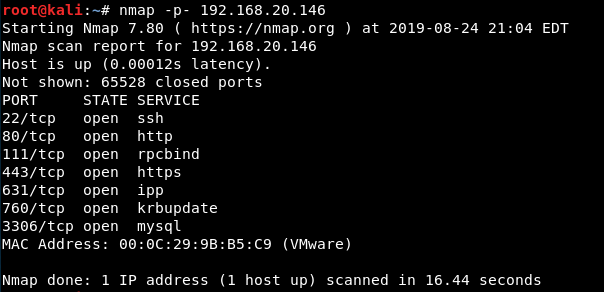 root@kali:~# nmap -p- 192.168.20.146
Starting Nmap 7.80 ( https://nmap.org ) at 2019-08-24 21:04 EDT
Nmap scan report for 192.168.20.146
Host is up (0.00012s latency).
Not shown: 65528 closed ports
PORT     STATE SERVICE
22/tcp   open  ssh
80/tcp   open  http
111/tcp  open  rpcbind
443/tcp  open  https
631/tcp  open  ipp
760/tcp  open  krbupdate
3306/tcp open  mysql
MAC Address: 00:0C:29:9B:B5:C9 (VMware)
Nmap done: 1 IP address (1 host up) scanned in 16.44 seconds